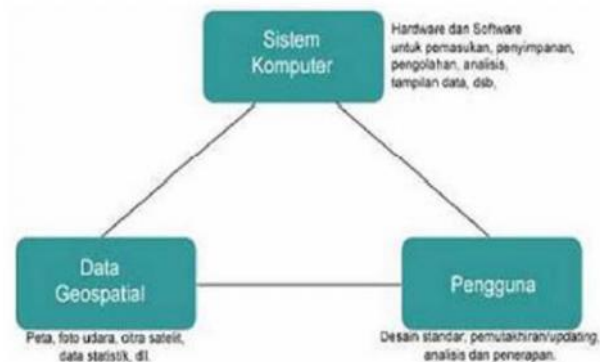 Sistem
Komputer
Hardware dan Software
untuk pemasukan, penyimpanan,
pengolahan, analisis,
tampilan data, dsb,
Data
Geospatial
Peta, foto udara, citra satelit,
data statistik, dll.
Pengguna
Desain standar, pemutakhiran/updating,
analisis dan penerapan.